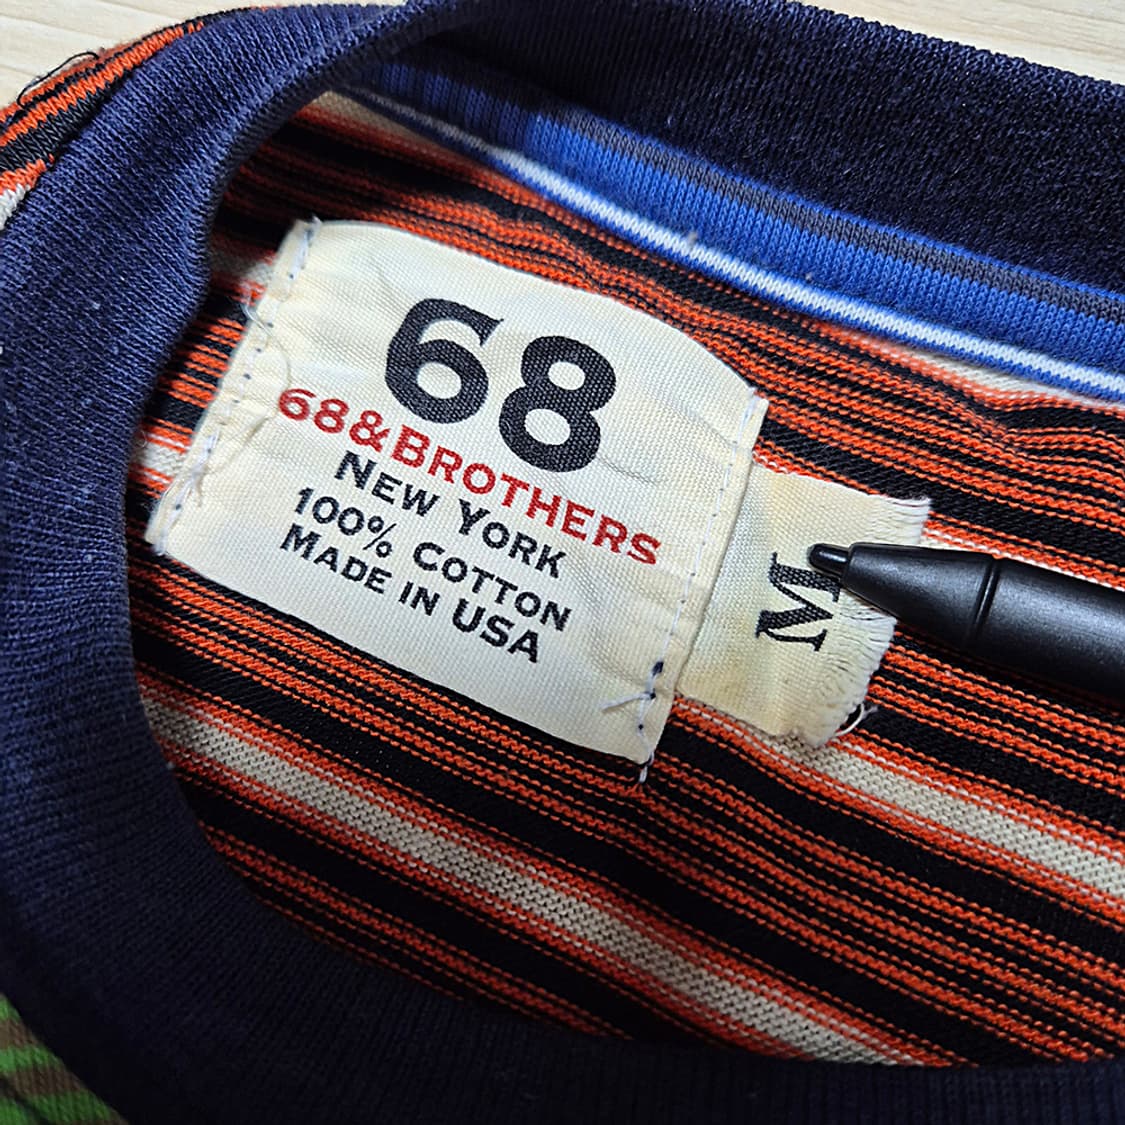 68
68&BROTHERS
NEW YORK
100% COTTON
MADE IN USA
M